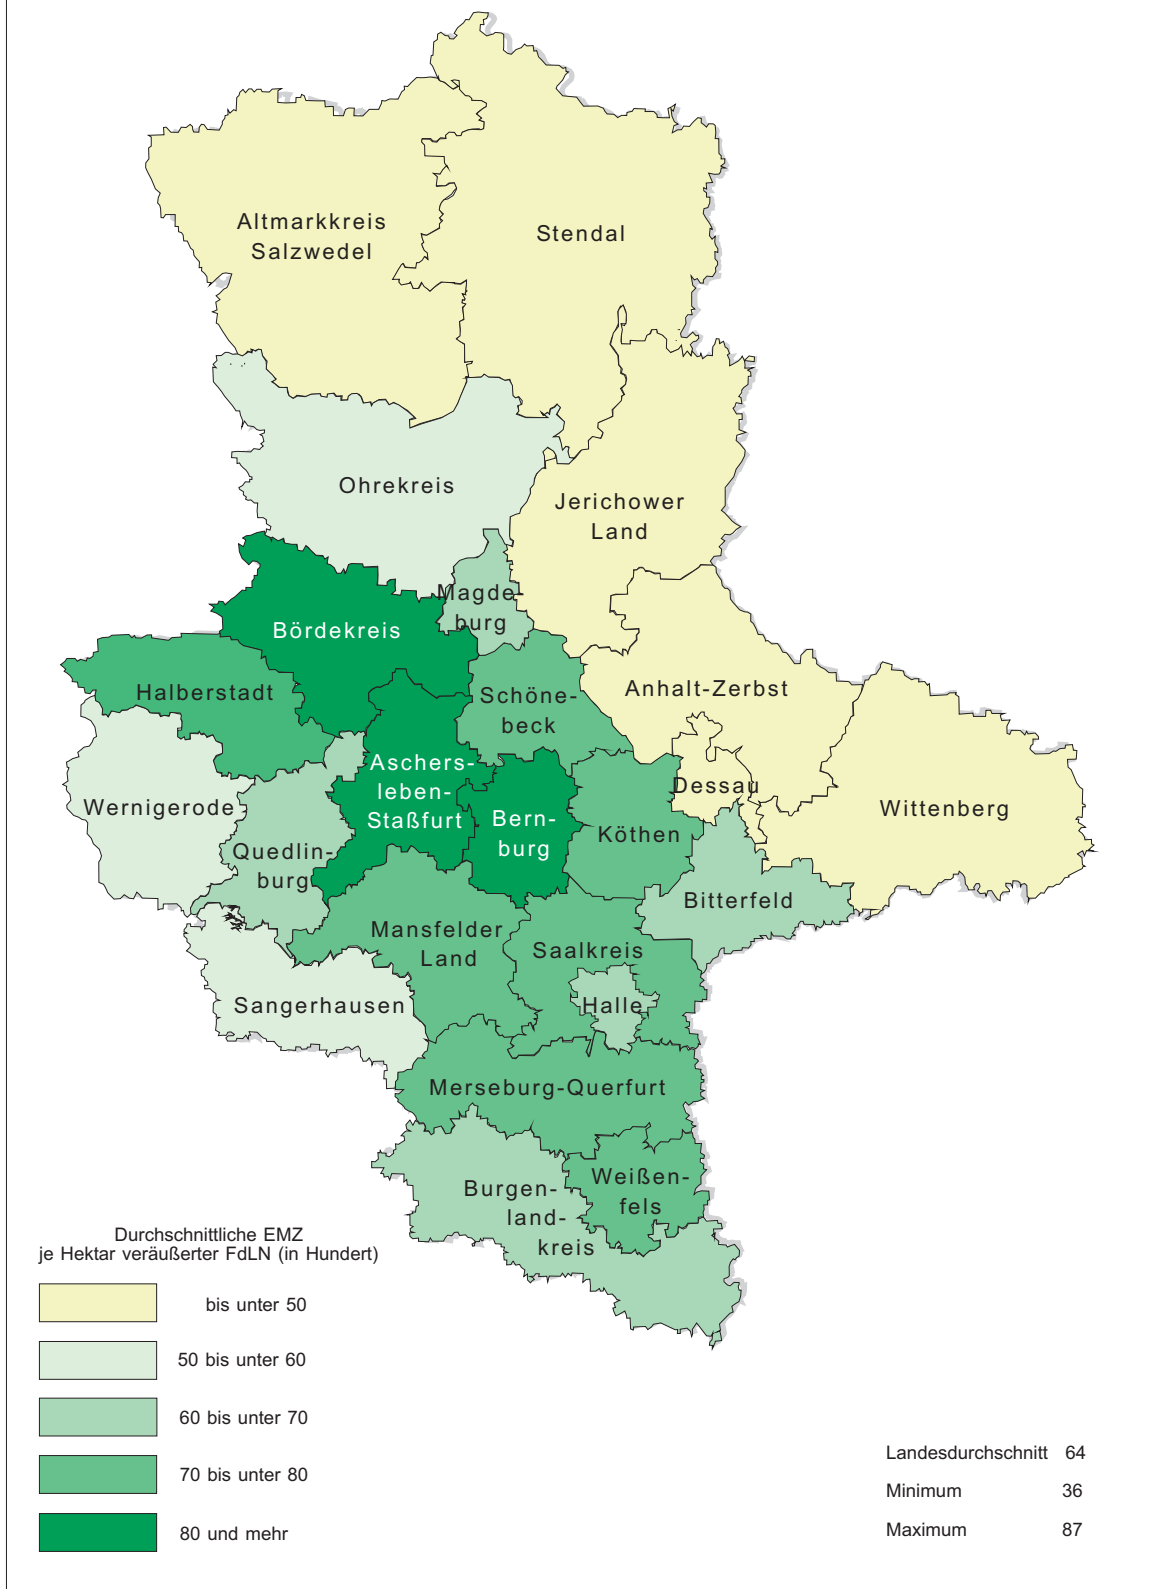 Altmarkkreis
Salzwedel
Stendal
Ohrekreis
Jerichower
Land
Magde-
burg
Bördekreis
Halberstadt
Schöne-
beck
Anhalt-Zerbst
Aschers-
leben-
Staßfurt
Dessau
Wernigerode
Bern-
burg
Köthen
Wittenberg
Quedlin-
burg
Bitterfeld
Mansfelder
Land
Saalkreis
Sangerhausen
Halle
Merseburg-Querfurt
Weißen-
fels
Burgen-
land-
kreis
Durchschnittliche EMZ
je Hektar veräußerter FdLN (in Hundert)
bis unter 50
50 bis unter 60
60 bis unter 70
70 bis unter 80
80 und mehr
Landesdurchschnitt 64
Minimum 36
Maximum 87